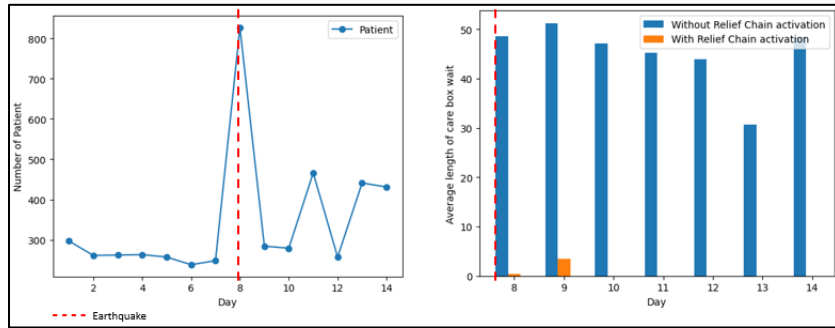 Number of Patient
800
700
600
500
400
300
2 4 6 8 10 12 14
Day
Patient
Earthquake
Average length of care box wait
50
40
30
20
10
0
8 9 10 11 12 13 14
Day
Without Relief Chain activation
With Relief Chain activation